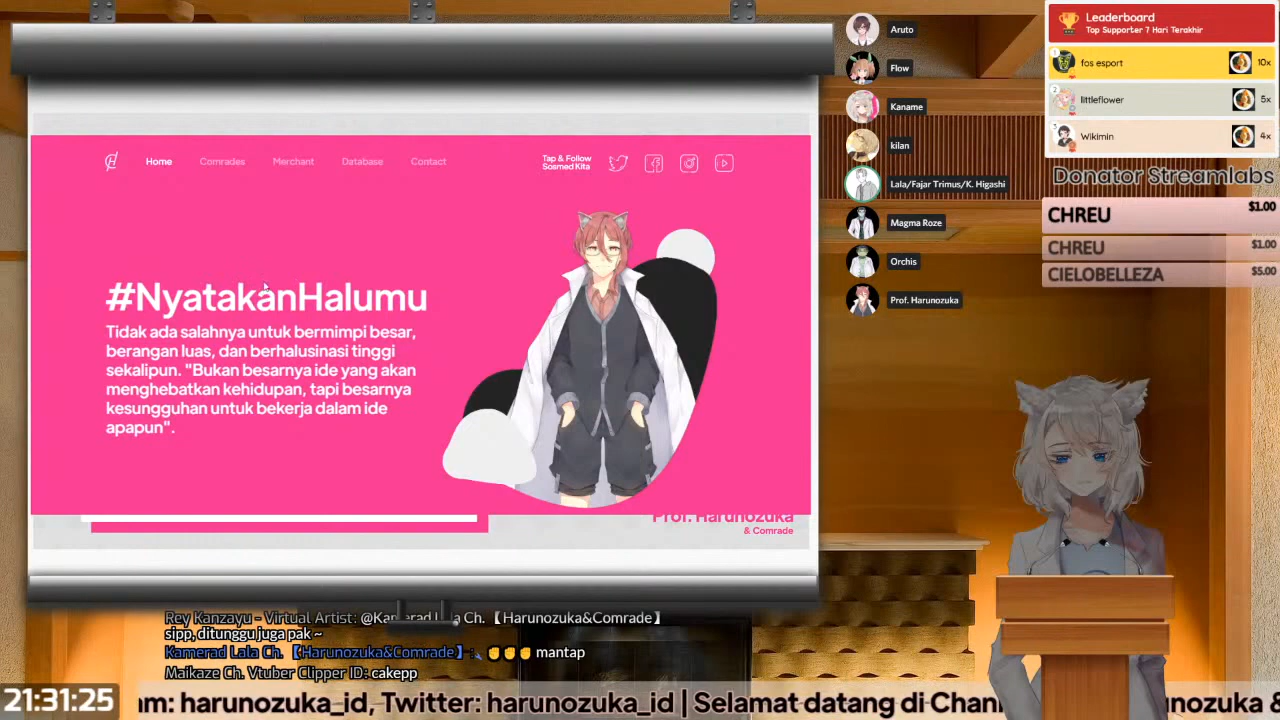 Home Comrades Merchant Database Contact
Tap & Follow
Sosmed Kita
#NyatakanHalumu
Tidak ada salahnya untuk bermimpi besar,
berangan luas, dan berhalusinasi tinggi
sekalipun. "Bukan besarnya ide yang akan
menghebatkan kehidupan, tapi besarnya
kesungguhan untuk bekerja dalam ide
apapun".
Prof. Harunozuka
& Comrade
Aruto
Flow
Kaname
kilan
Lala/Fajar Trimus/K. Higashi
Magma Roze
Orchis
Prof. Harunozuka
Leaderboard
Top Supporter 7 Hari Terakhir
1 fos esport 10x
2 littleflower 5x
3 Wikimin 4x
Donator Streamlabs
CHREU $1.00
CHREU $1.00
CIELOBELLEZA $5.00
Rey Kanzayu - Virtual Artist: @Kamerad Lala Ch.【Harunozuka&Comrade】
sipp, ditunggu juga pak ~
Kamerad Lala Ch.【Harunozuka&Comrade】: ✊✊✊ mantap
Maikaze Ch. Vtuber Clipper ID: cakepp
21:31:25
am: harunozuka_id, Twitter: harunozuka_id | Selamat datang di Chan
nozuka &